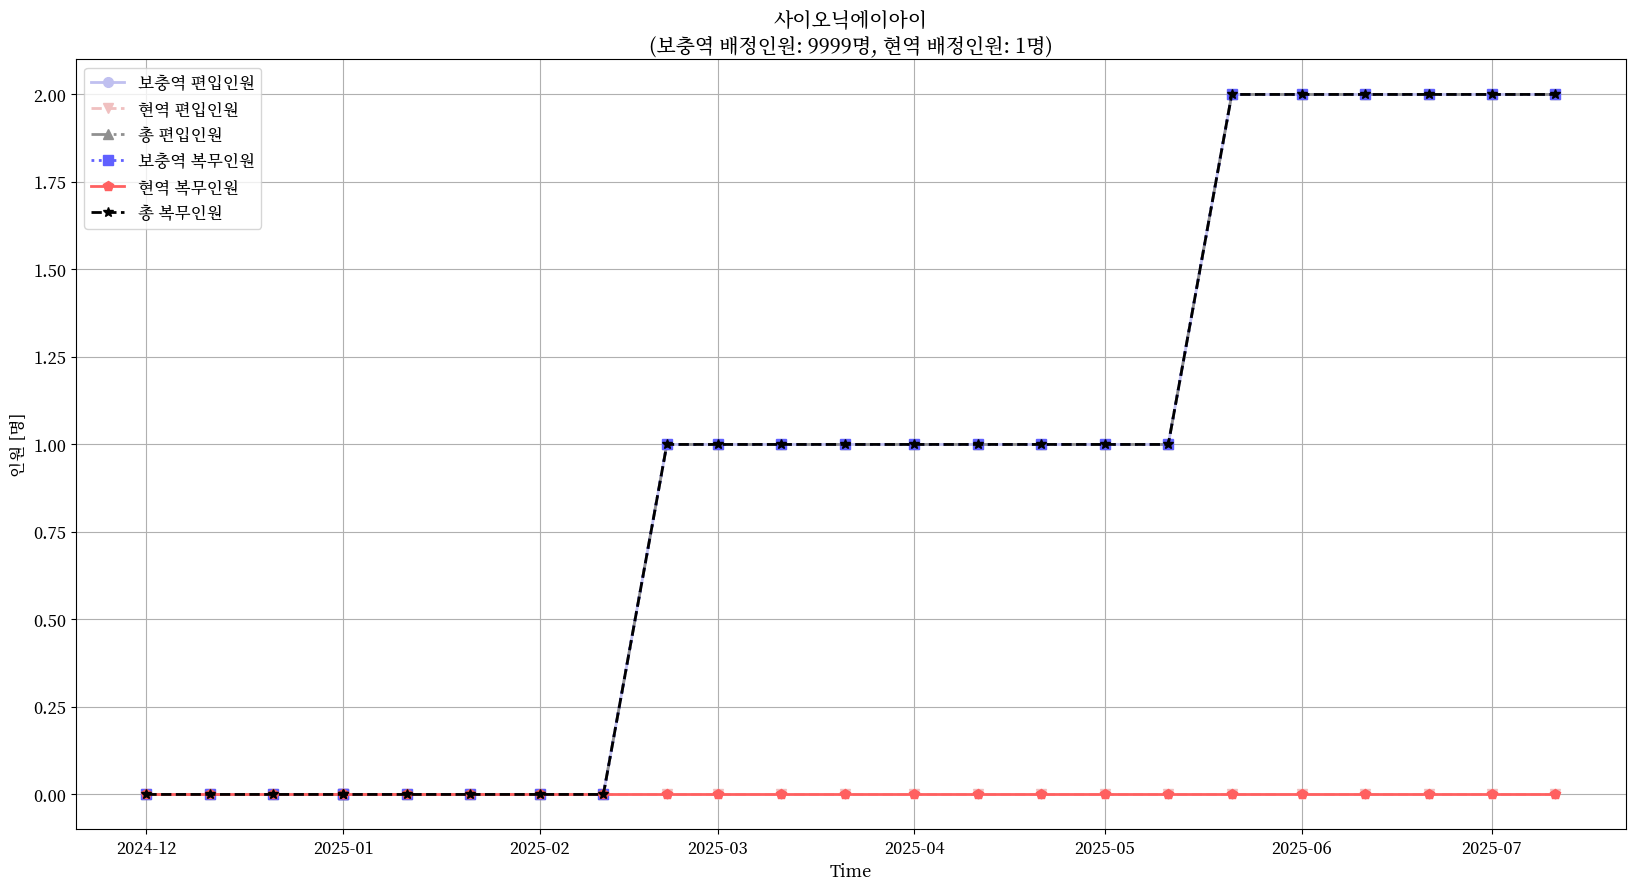 사이오닉에이아이
(보충역 배정인원: 9999명, 현역 배정인원: 1명)
보충역 편입인원
현역 편입인원
총 편입인원
보충역 복무인원
현역 복무인원
총 복무인원
2.00
1.75
1.50
1.25
1.00
0.75
0.50
0.25
0.00
인원 [명]
2024-12
2025-01
2025-02
2025-03
2025-04
2025-05
2025-06
2025-07
Time